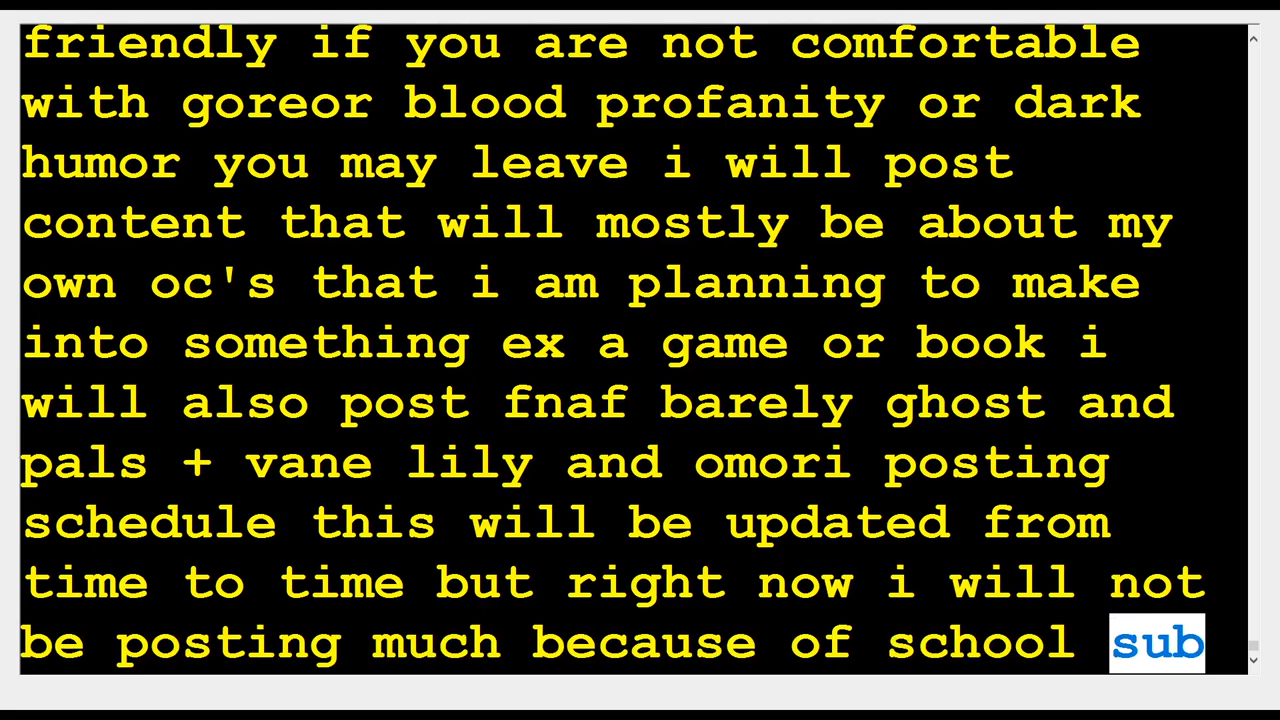 friendly if you are not comfortable
with goreor blood profanity or dark
humor you may leave i will post
content that will mostly be about my
own oc's that i am planning to make
into something ex a game or book i
will also post fnaf barely ghost and
pals + vane lily and omori posting
schedule this will be updated from
time to time but right now i will not
be posting much because of school sub